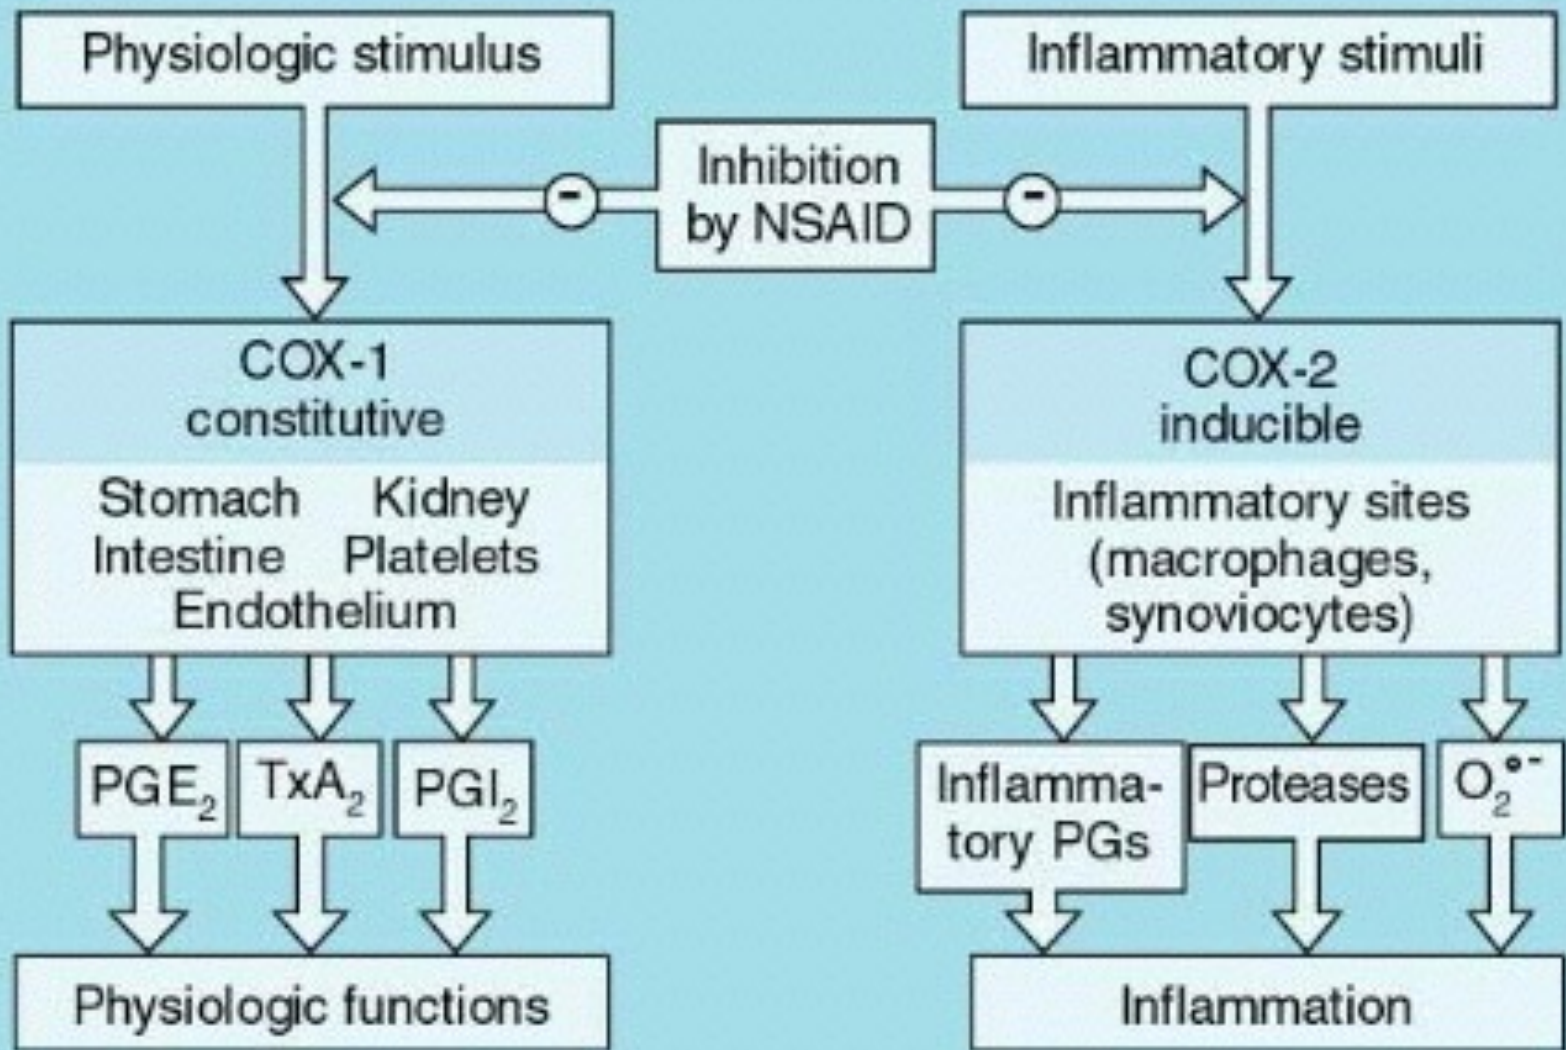 Physiologic stimulus
Inflammatory stimuli
Inhibition
by NSAID
-
-
COX-1
constitutive
Stomach Kidney
Intestine Platelets
Endothelium
COX-2
inducible
Inflammatory sites
(macrophages,
synoviocytes)
PGE₂
TxA₂
PGI₂
Inflamma-
tory PGs
Proteases
O₂•⁻
Physiologic functions
Inflammation